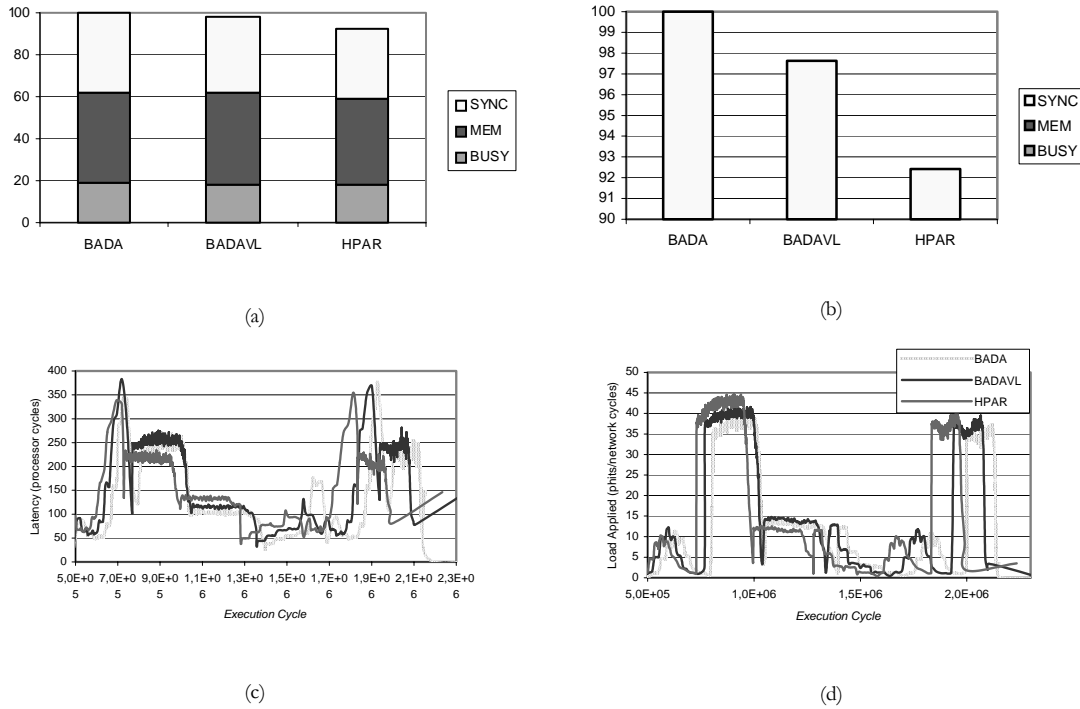 100
80
60
40
20
0
BADA
BADAVL
HPAR
SYNC
MEM
BUSY
(a)
100
99
98
97
96
95
94
93
92
91
90
BADA
BADAVL
HPAR
SYNC
MEM
BUSY
(b)
Latency (processor cycles)
400
350
300
250
200
150
100
50
0
5,0E+0 7,0E+0 9,0E+0 1,1E+0 1,3E+0 1,5E+0 1,7E+0 1,9E+0 2,1E+0 2,3E+0
5 5 5 6 6 6 6 6 6 6
Execution Cycle
(c)
BADA
BADAVL
HPAR
Load Applied (phits/network cycles)
50
45
40
35
30
25
20
15
10
5
0
5,0E+05 1,0E+06 1,5E+06 2,0E+06
Execution Cycle
(d)